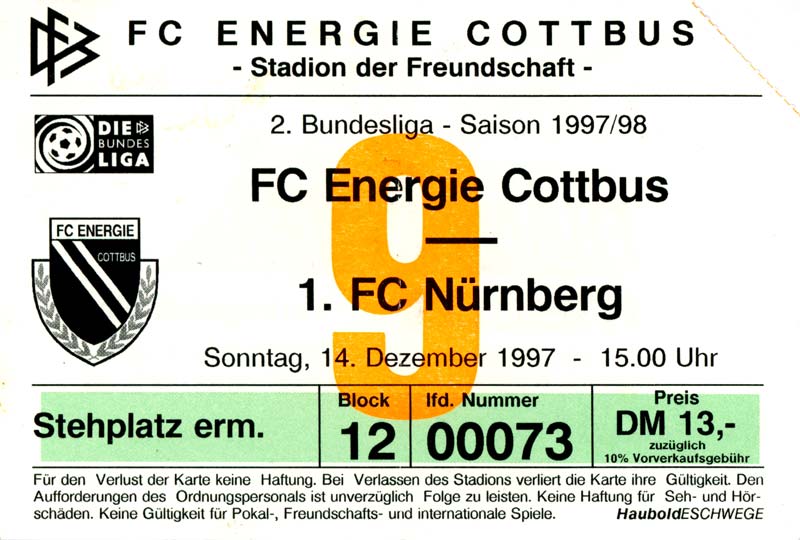 DFB
FC ENERGIE COTTBUS
- Stadion der Freundschaft -
DIE DFB
BUNDES
LIGA
2. Bundesliga - Saison 1997/98
9
FC Energie Cottbus
—
1. FC Nürnberg
FC ENERGIE
COTTBUS
Sonntag, 14. Dezember 1997 - 15.00 Uhr
Stehplatz erm.
Block
12
lfd. Nummer
00073
Preis
DM 13,-
zuzüglich
10% Vorverkaufsgebühr
Für den Verlust der Karte keine Haftung. Bei Verlassen des Stadions verliert die Karte ihre Gültigkeit. Den
Aufforderungen des Ordnungspersonals ist unverzüglich Folge zu leisten. Keine Haftung für Seh- und Hör-
schäden. Keine Gültigkeit für Pokal-, Freundschafts- und internationale Spiele.
HauboldESCHWEGE